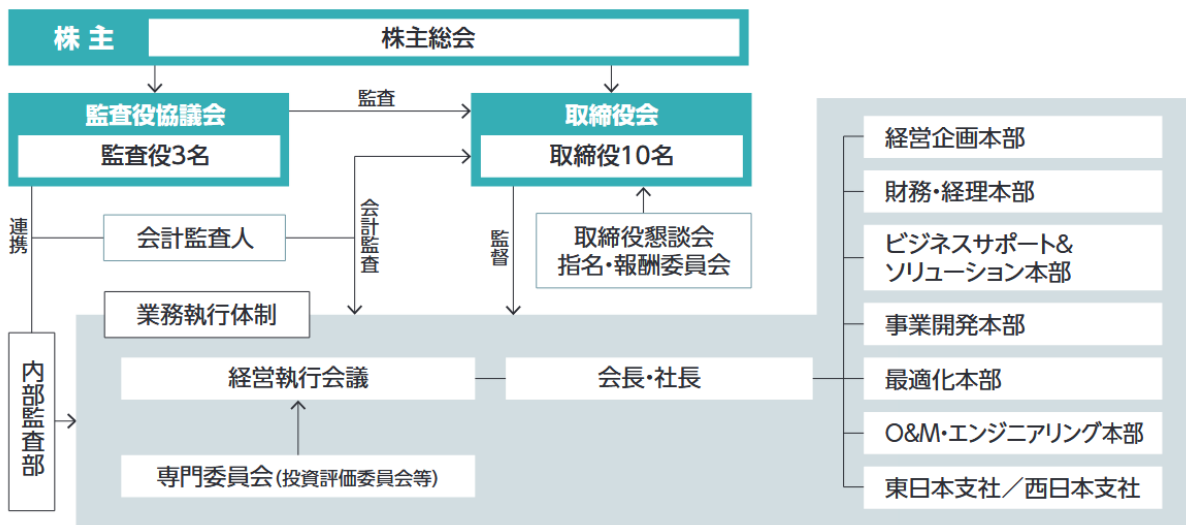 株主
株主総会
監査役協議会
監査役3名
監査
取締役会
取締役10名
連携
会計監査人
会計監査
監督
取締役懇談会
指名・報酬委員会
業務執行体制
内部監査部
経営執行会議
会長・社長
専門委員会(投資評価委員会等)
経営企画本部
財務・経理本部
ビジネスサポート&
ソリューション本部
事業開発本部
最適化本部
O&M・エンジニアリング本部
東日本支社／西日本支社